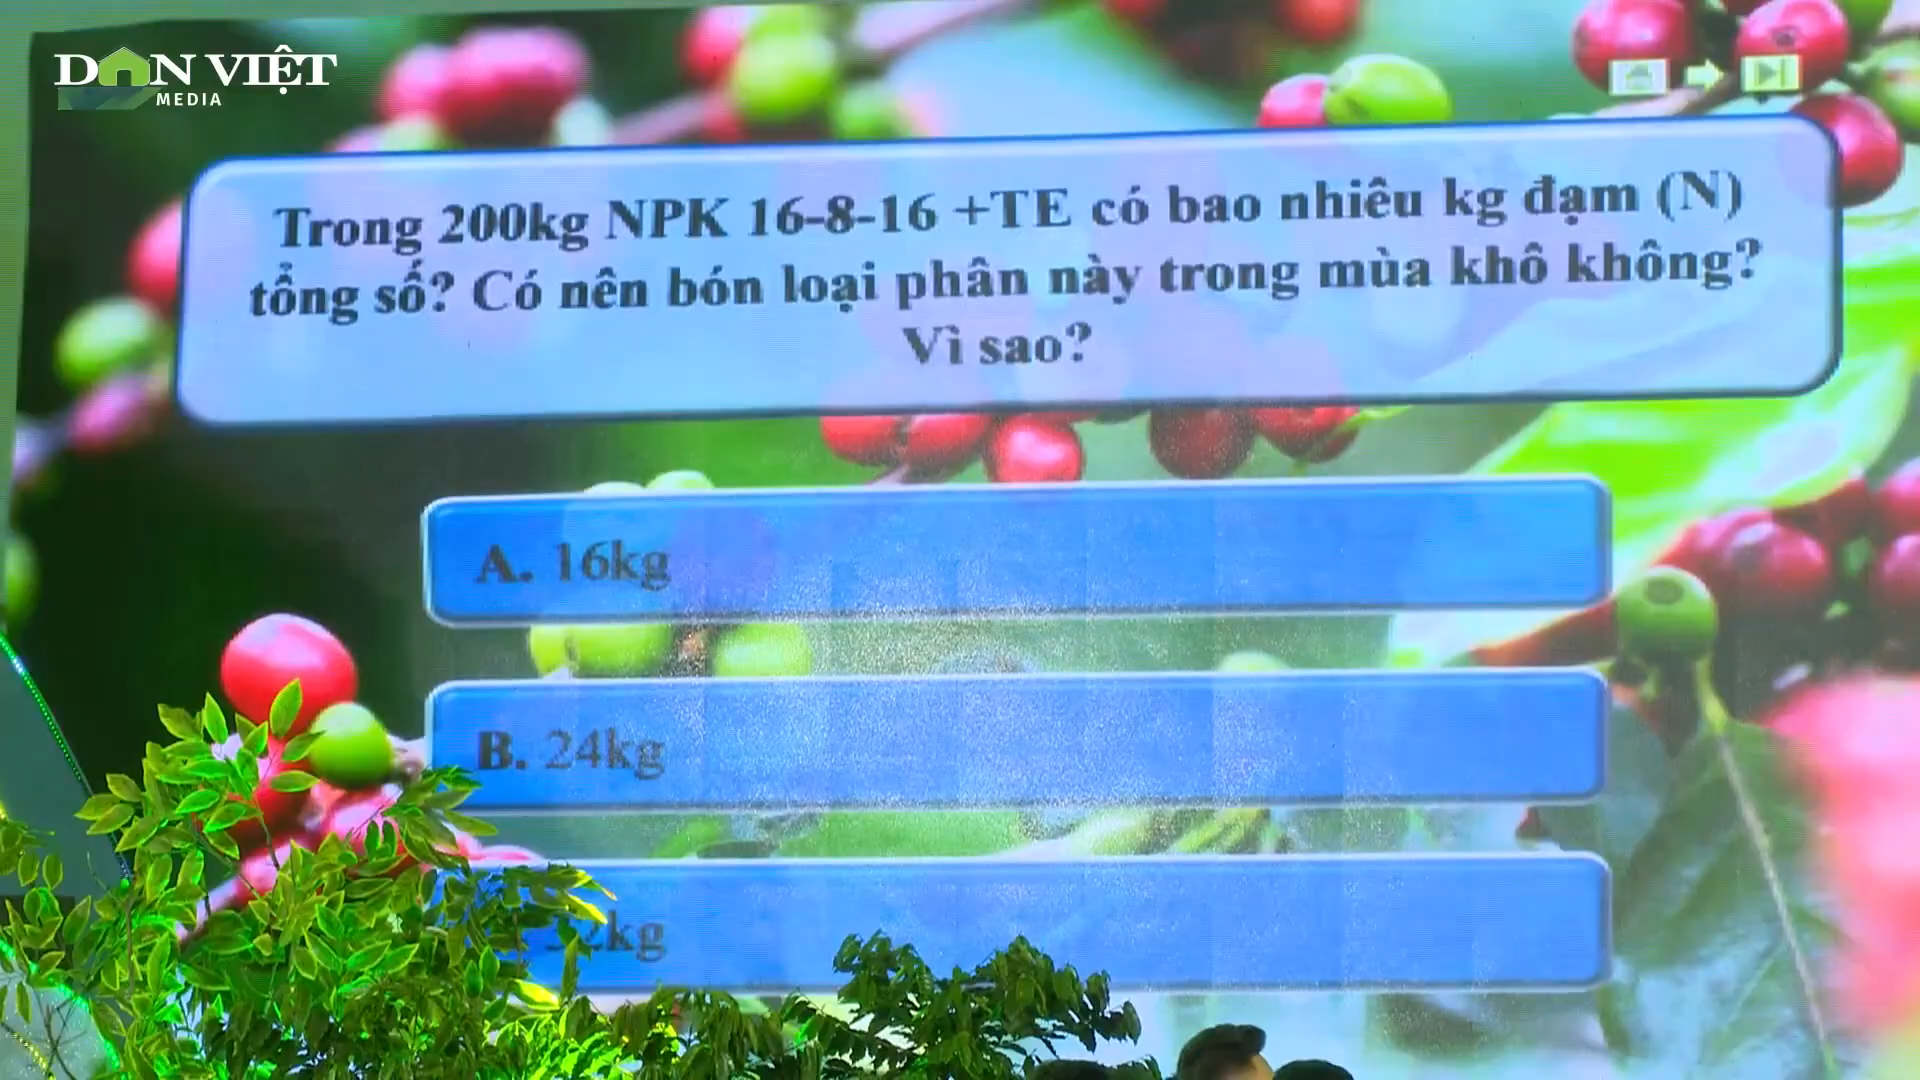 DÂN VIỆT
MEDIA
Trong 200kg NPK 16-8-16 +TE có bao nhiêu kg đạm (N)
tổng số? Có nên bón loại phân này trong mùa khô không?
Vì sao?
A. 16kg
B. 24kg